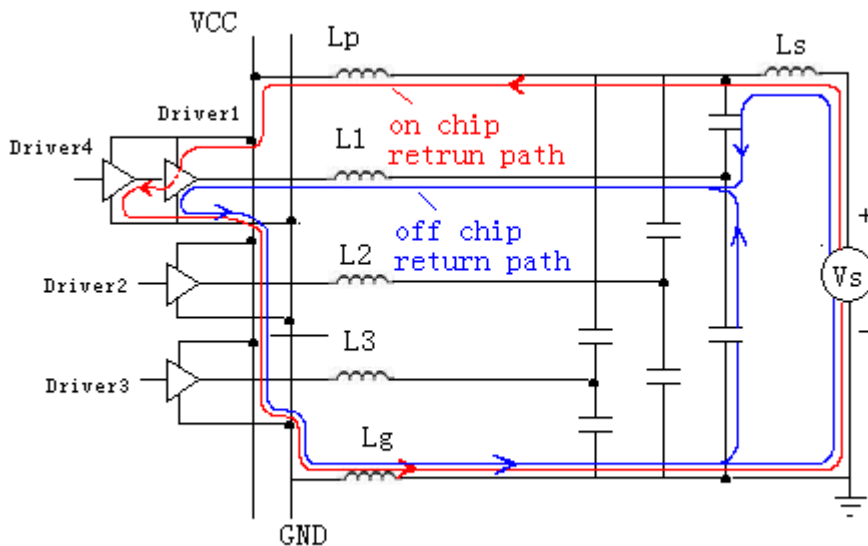 VCC
Lp
Ls
Driver1
Driver4
L1
on chip
retrun path
off chip
return path
L2
Driver2
+
Vs
-
L3
Driver3
Lg
GND